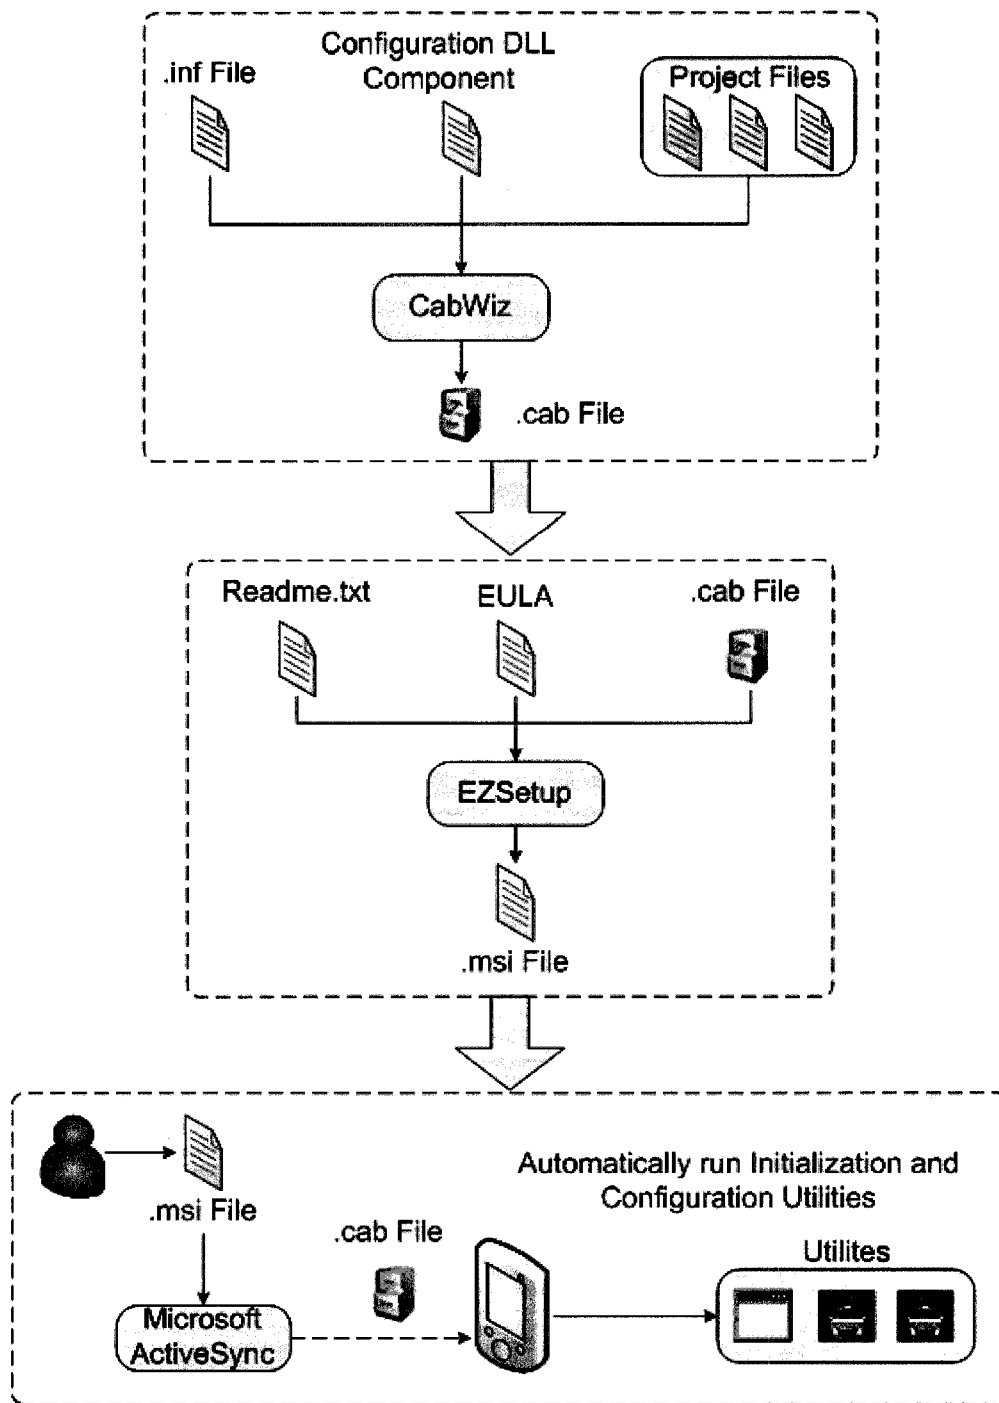 Configuration DLL
Component
.inf File
Project Files
CabWiz
.cab File
Readme.txt
EULA
.cab File
EZSetup
.msi File
Automatically run Initialization and
Configuration Utilities
.msi File
.cab File
Utilites
Microsoft
ActiveSync